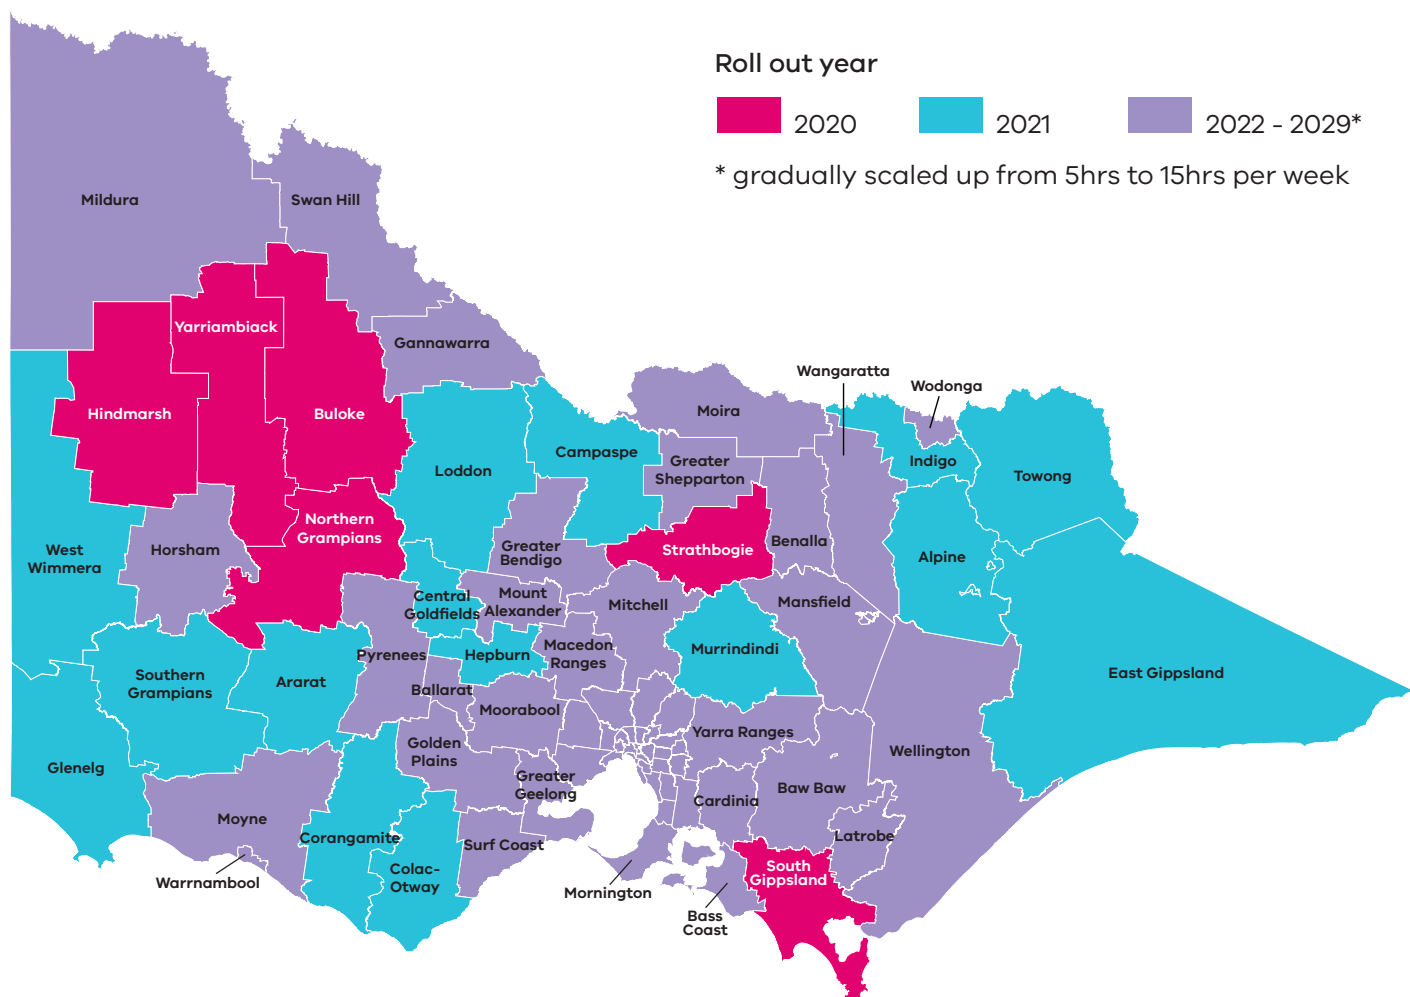 Roll out year
2020
2021
2022 - 2029*
* gradually scaled up from 5hrs to 15hrs per week
Mildura
Swan Hill
Yarriambiack
Gannawarra
Wangaratta
Wodonga
Hindmarsh
Buloke
Moira
Loddon
Campaspe
Greater
Shepparton
Indigo
Towong
Northern
Grampians
West
Wimmera
Horsham
Greater
Bendigo
Strathbogie
Benalla
Alpine
Central
Goldfields
Mount
Alexander
Mitchell
Mansfield
Pyrenees
Hepburn
Macedon
Ranges
Murrindindi
East Gippsland
Southern
Grampians
Ararat
Ballarat
Moorabool
Yarra Ranges
Wellington
Glenelg
Golden
Plains
Greater
Geelong
Cardinia
Baw Baw
Moyne
Corangamite
Surf Coast
Latrobe
Warrnambool
Colac-
Otway
Mornington
South
Gippsland
Bass
Coast